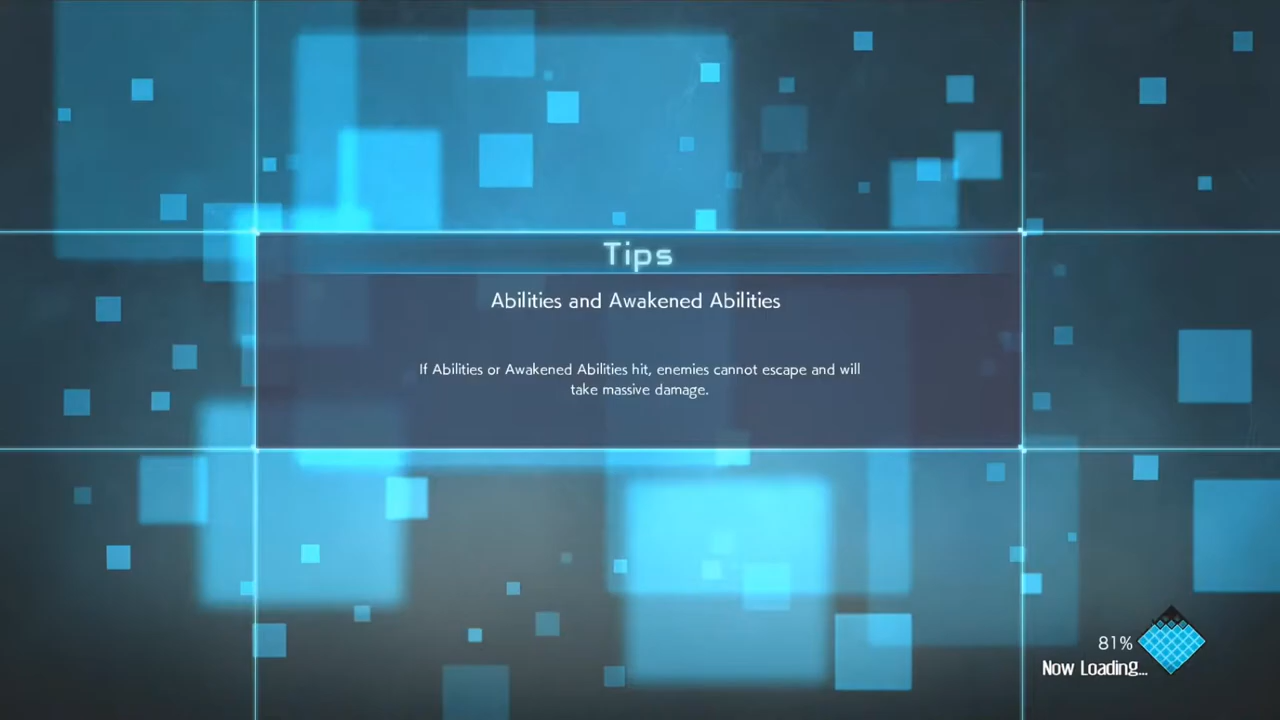 Tips
Abilities and Awakened Abilities
If Abilities or Awakened Abilities hit, enemies cannot escape and will
take massive damage.
81%
Now Loading...